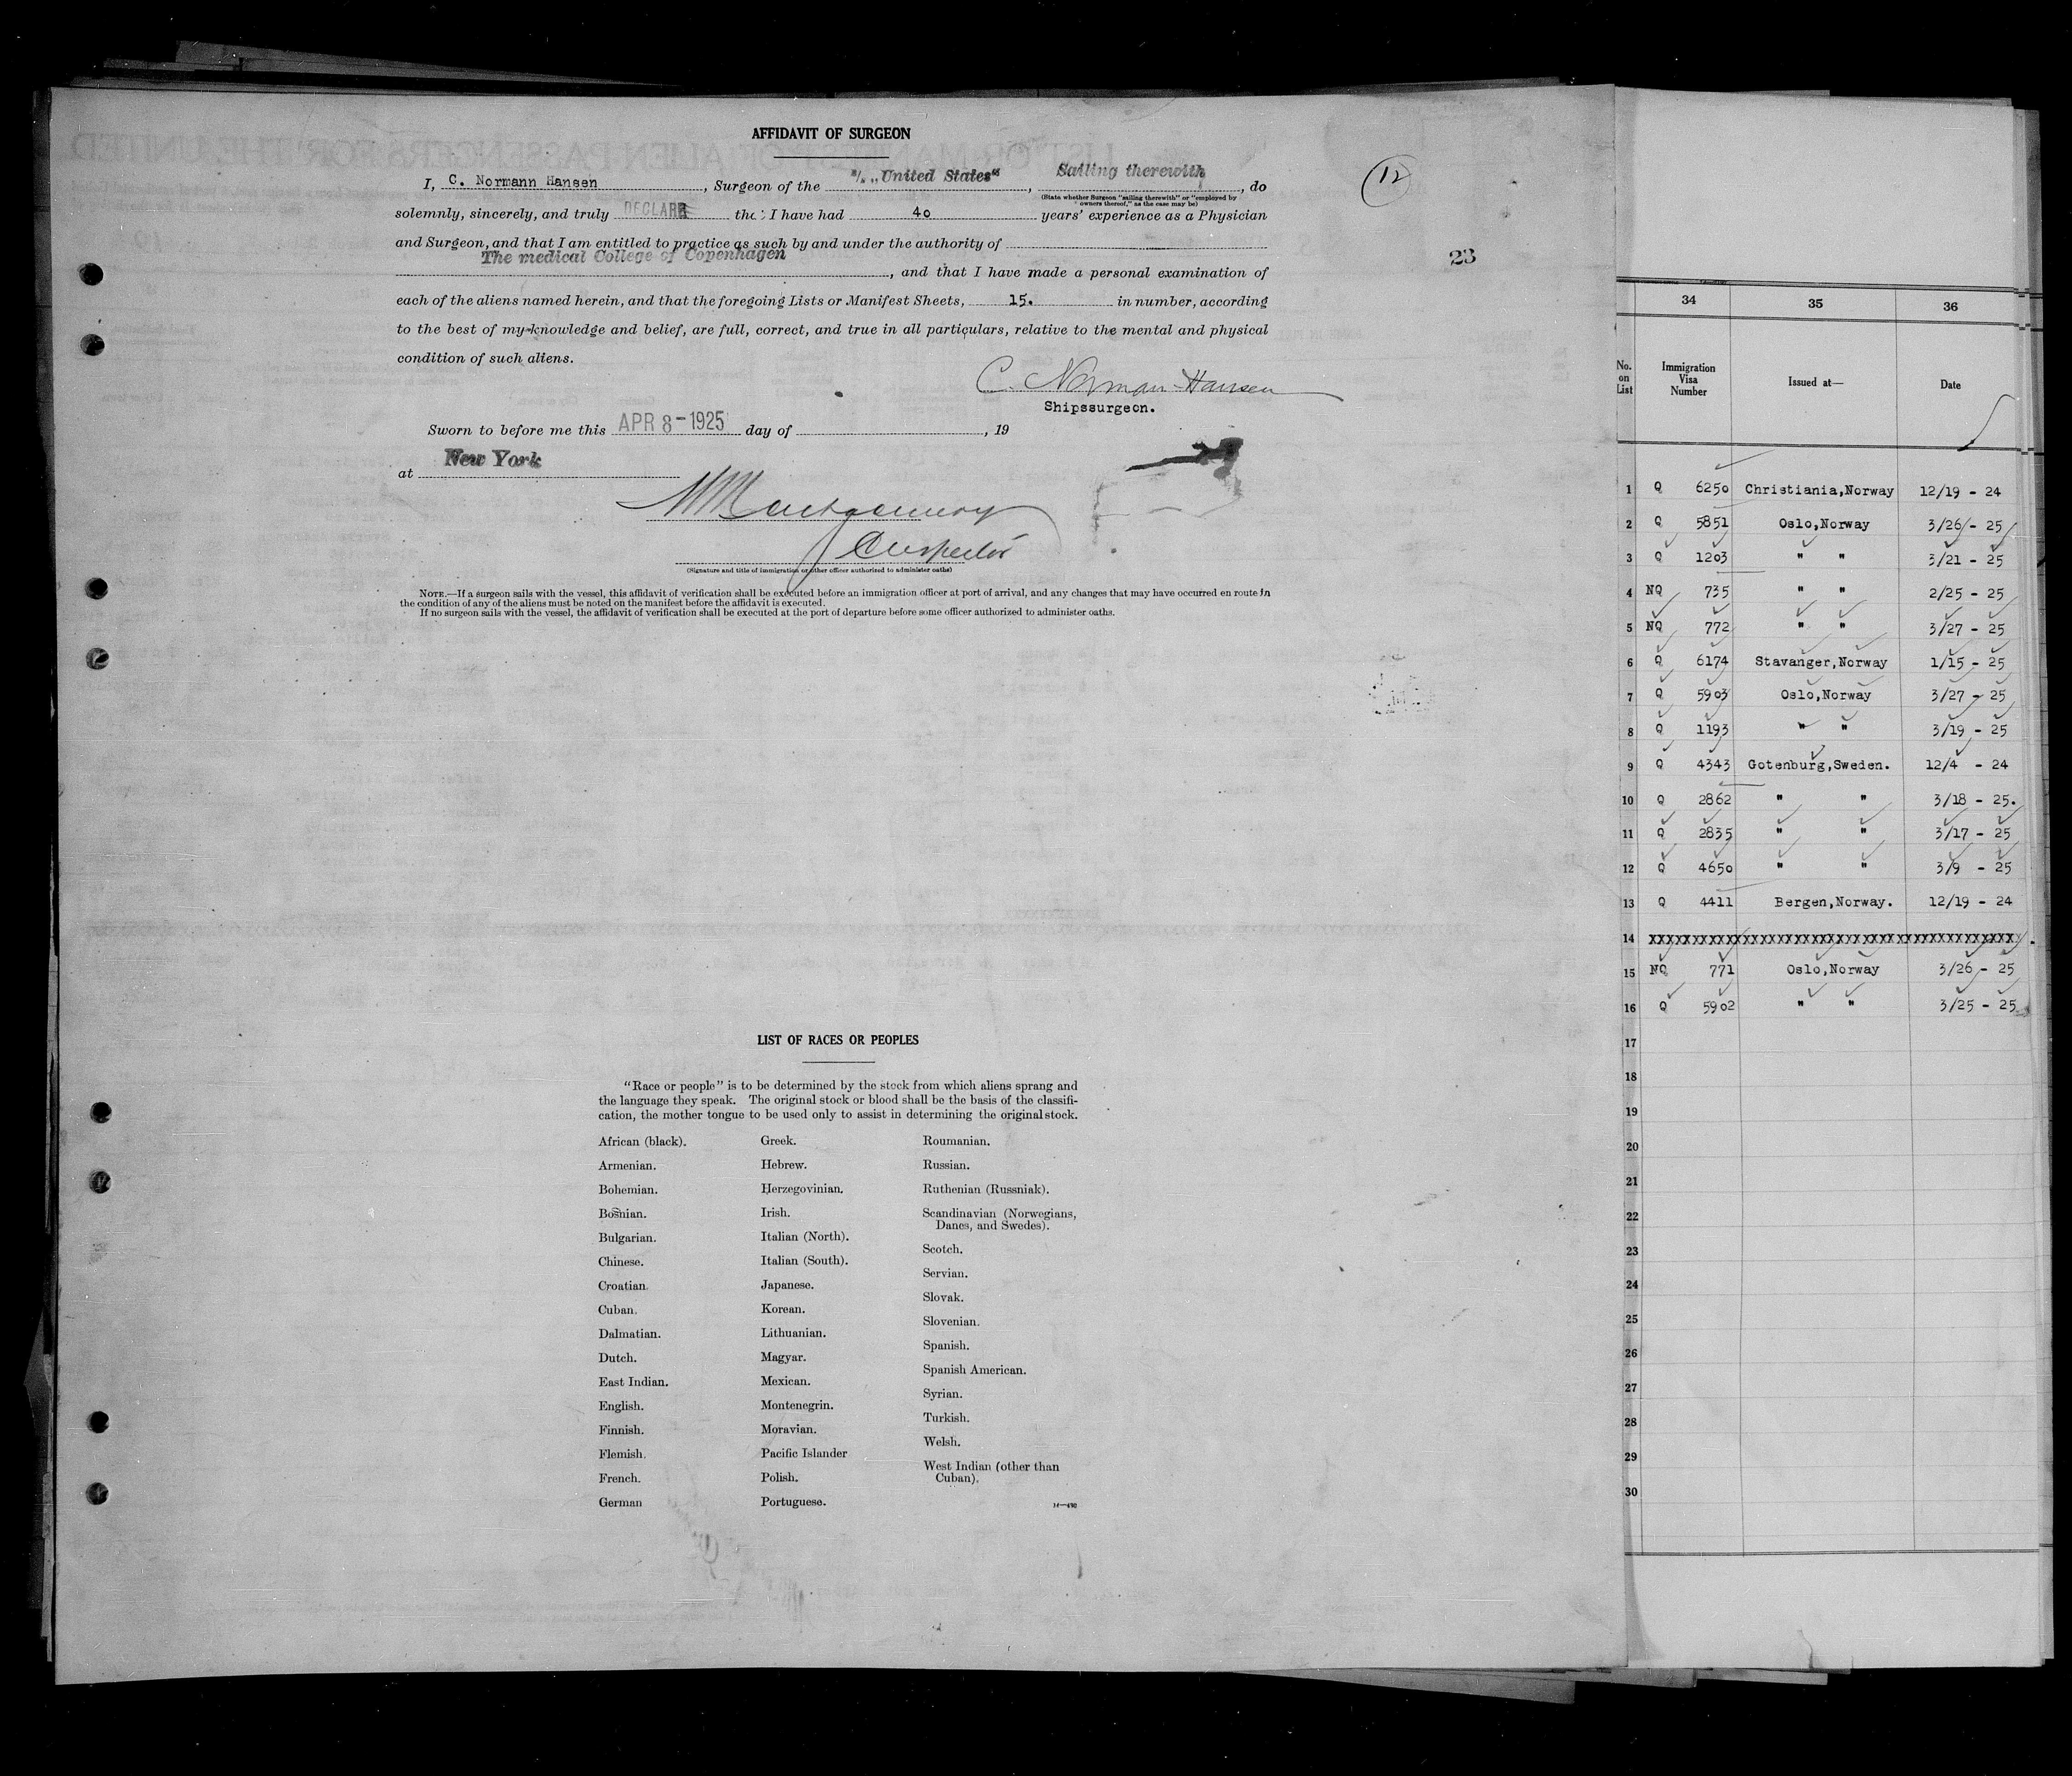 AFFIDAVIT OF SURGEON
I, C. Normann Hansen, Surgeon of the s/s „United States", Sailing therewith, do
(State whether Surgeon "sailing therewith" or "employed by owners thereof," as the case may be)
solemnly, sincerely, and truly DECLARE that I have had 40 years' experience as a Physician
and Surgeon, and that I am entitled to practice as such by and under the authority of
The medical College of Copenhagen, and that I have made a personal examination of
each of the aliens named herein, and that the foregoing Lists or Manifest Sheets, 15. in number, according
to the best of my knowledge and belief, are full, correct, and true in all particulars, relative to the mental and physical
condition of such aliens.
C. Norman-Hansen
Shipssurgeon.
Sworn to before me this APR 8-1925 day of , 19
at New York
Montgomery
Inspector
(Signature and title of immigration or other officer authorized to administer oaths)
NOTE.—If a surgeon sails with the vessel, this affidavit of verification shall be executed before an immigration officer at port of arrival, and any changes that may have occurred en route in
the condition of any of the aliens must be noted on the manifest before the affidavit is executed.
If no surgeon sails with the vessel, the affidavit of verification shall be executed at the port of departure before some officer authorized to administer oaths.
12
23
LIST OF RACES OR PEOPLES
"Race or people" is to be determined by the stock from which aliens sprang and
the language they speak. The original stock or blood shall be the basis of the classifi-
cation, the mother tongue to be used only to assist in determining the original stock.
African (black).
Armenian.
Bohemian.
Bosnian.
Bulgarian.
Chinese.
Croatian.
Cuban.
Dalmatian.
Dutch.
East Indian.
English.
Finnish.
Flemish.
French.
German
Greek.
Hebrew.
Herzegovinian.
Irish.
Italian (North).
Italian (South).
Japanese.
Korean.
Lithuanian.
Magyar.
Mexican.
Montenegrin.
Moravian.
Pacific Islander
Polish.
Portuguese.
Roumanian.
Russian.
Ruthenian (Russniak).
Scandinavian (Norwegians,
Danes, and Swedes).
Scotch.
Servian.
Slovak.
Slovenian.
Spanish.
Spanish American.
Syrian.
Turkish.
Welsh.
West Indian (other than
Cuban).
34 35 36
No. on List Immigration Visa Number Issued at— Date
1 Q 6250 Christiania,Norway 12/19 - 24
2 Q 5851 Oslo,Norway 3/26 - 25
3 Q 1203 " " 3/21 - 25
4 NQ 735 " " 2/25 - 25
5 NQ 772 " " 3/27 - 25
6 Q 6174 Stavanger,Norway 1/15 - 25
7 Q 5903 Oslo,Norway 3/27 - 25
8 Q 1193 " " 3/19 - 25
9 Q 4343 Gotenburg,Sweden. 12/4 - 24
10 Q 2862 " " 3/18 - 25.
11 Q 2835 " " 3/17 - 25
12 Q 4650 " " 3/9 - 25
13 Q 4411 Bergen,Norway. 12/19 - 24
14 XXXXXXXXXXXXXXXXXXXXXXXXXXXXXXXXXXXXXXXXXX
15 NQ 771 Oslo,Norway 3/26 - 25
16 Q 5902 " " 3/25 - 25
17
18
19
20
21
22
23
24
25
26
27
28
29
30